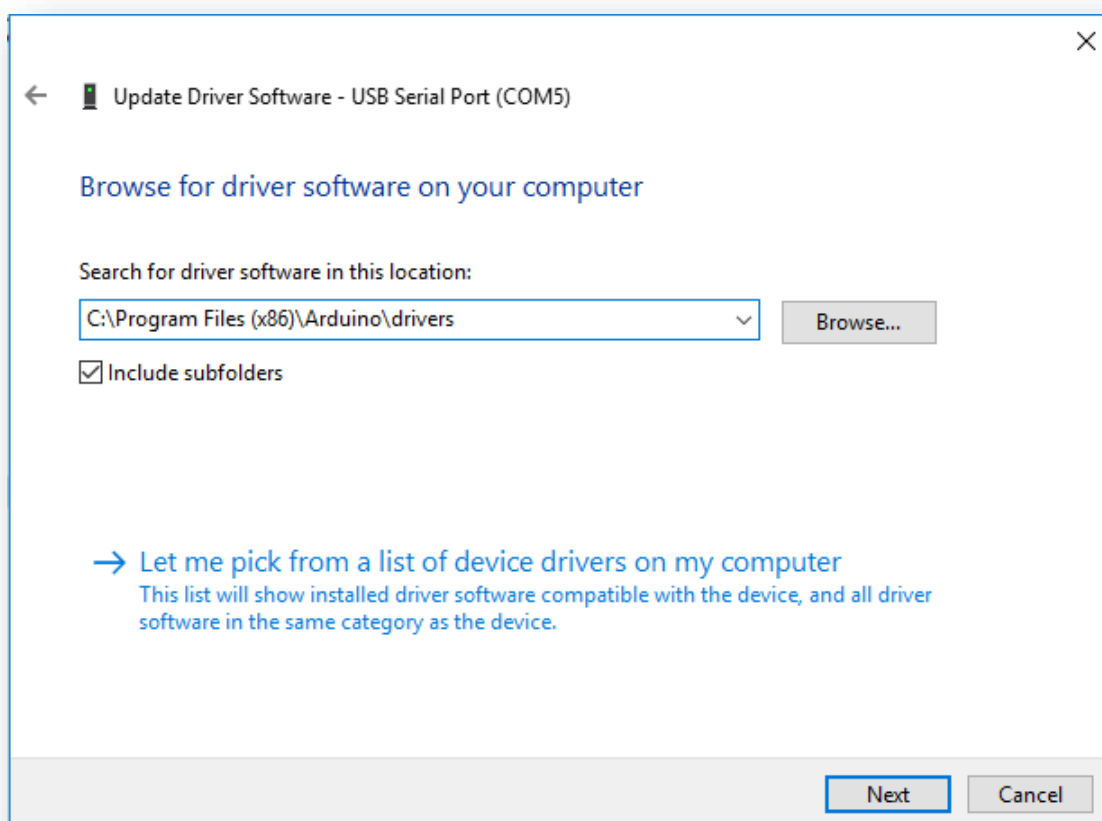 Update Driver Software - USB Serial Port (COM5)
Browse for driver software on your computer
Search for driver software in this location:
C:\Program Files (x86)\Arduino\drivers
Browse...
Include subfolders
Let me pick from a list of device drivers on my computer
This list will show installed driver software compatible with the device, and all driver
software in the same category as the device.
Next
Cancel